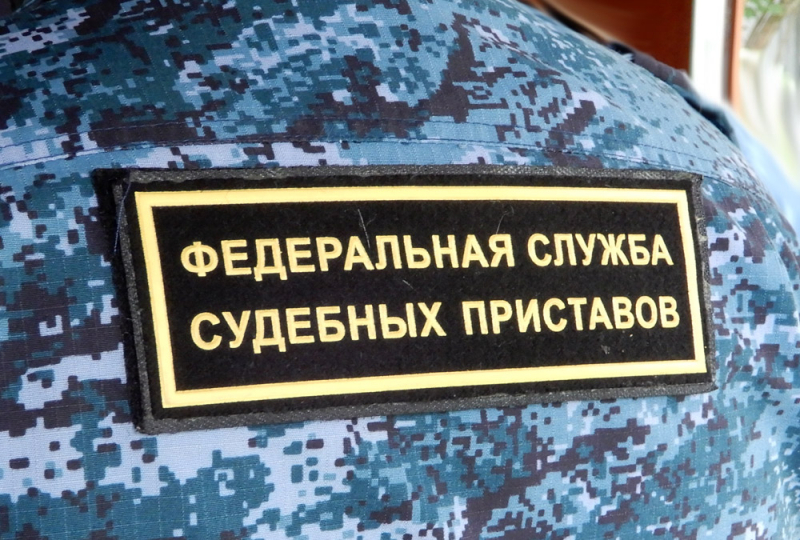 ФЕДЕРАЛЬНАЯ СЛУЖБА
СУДЕБНЫХ ПРИСТАВОВ